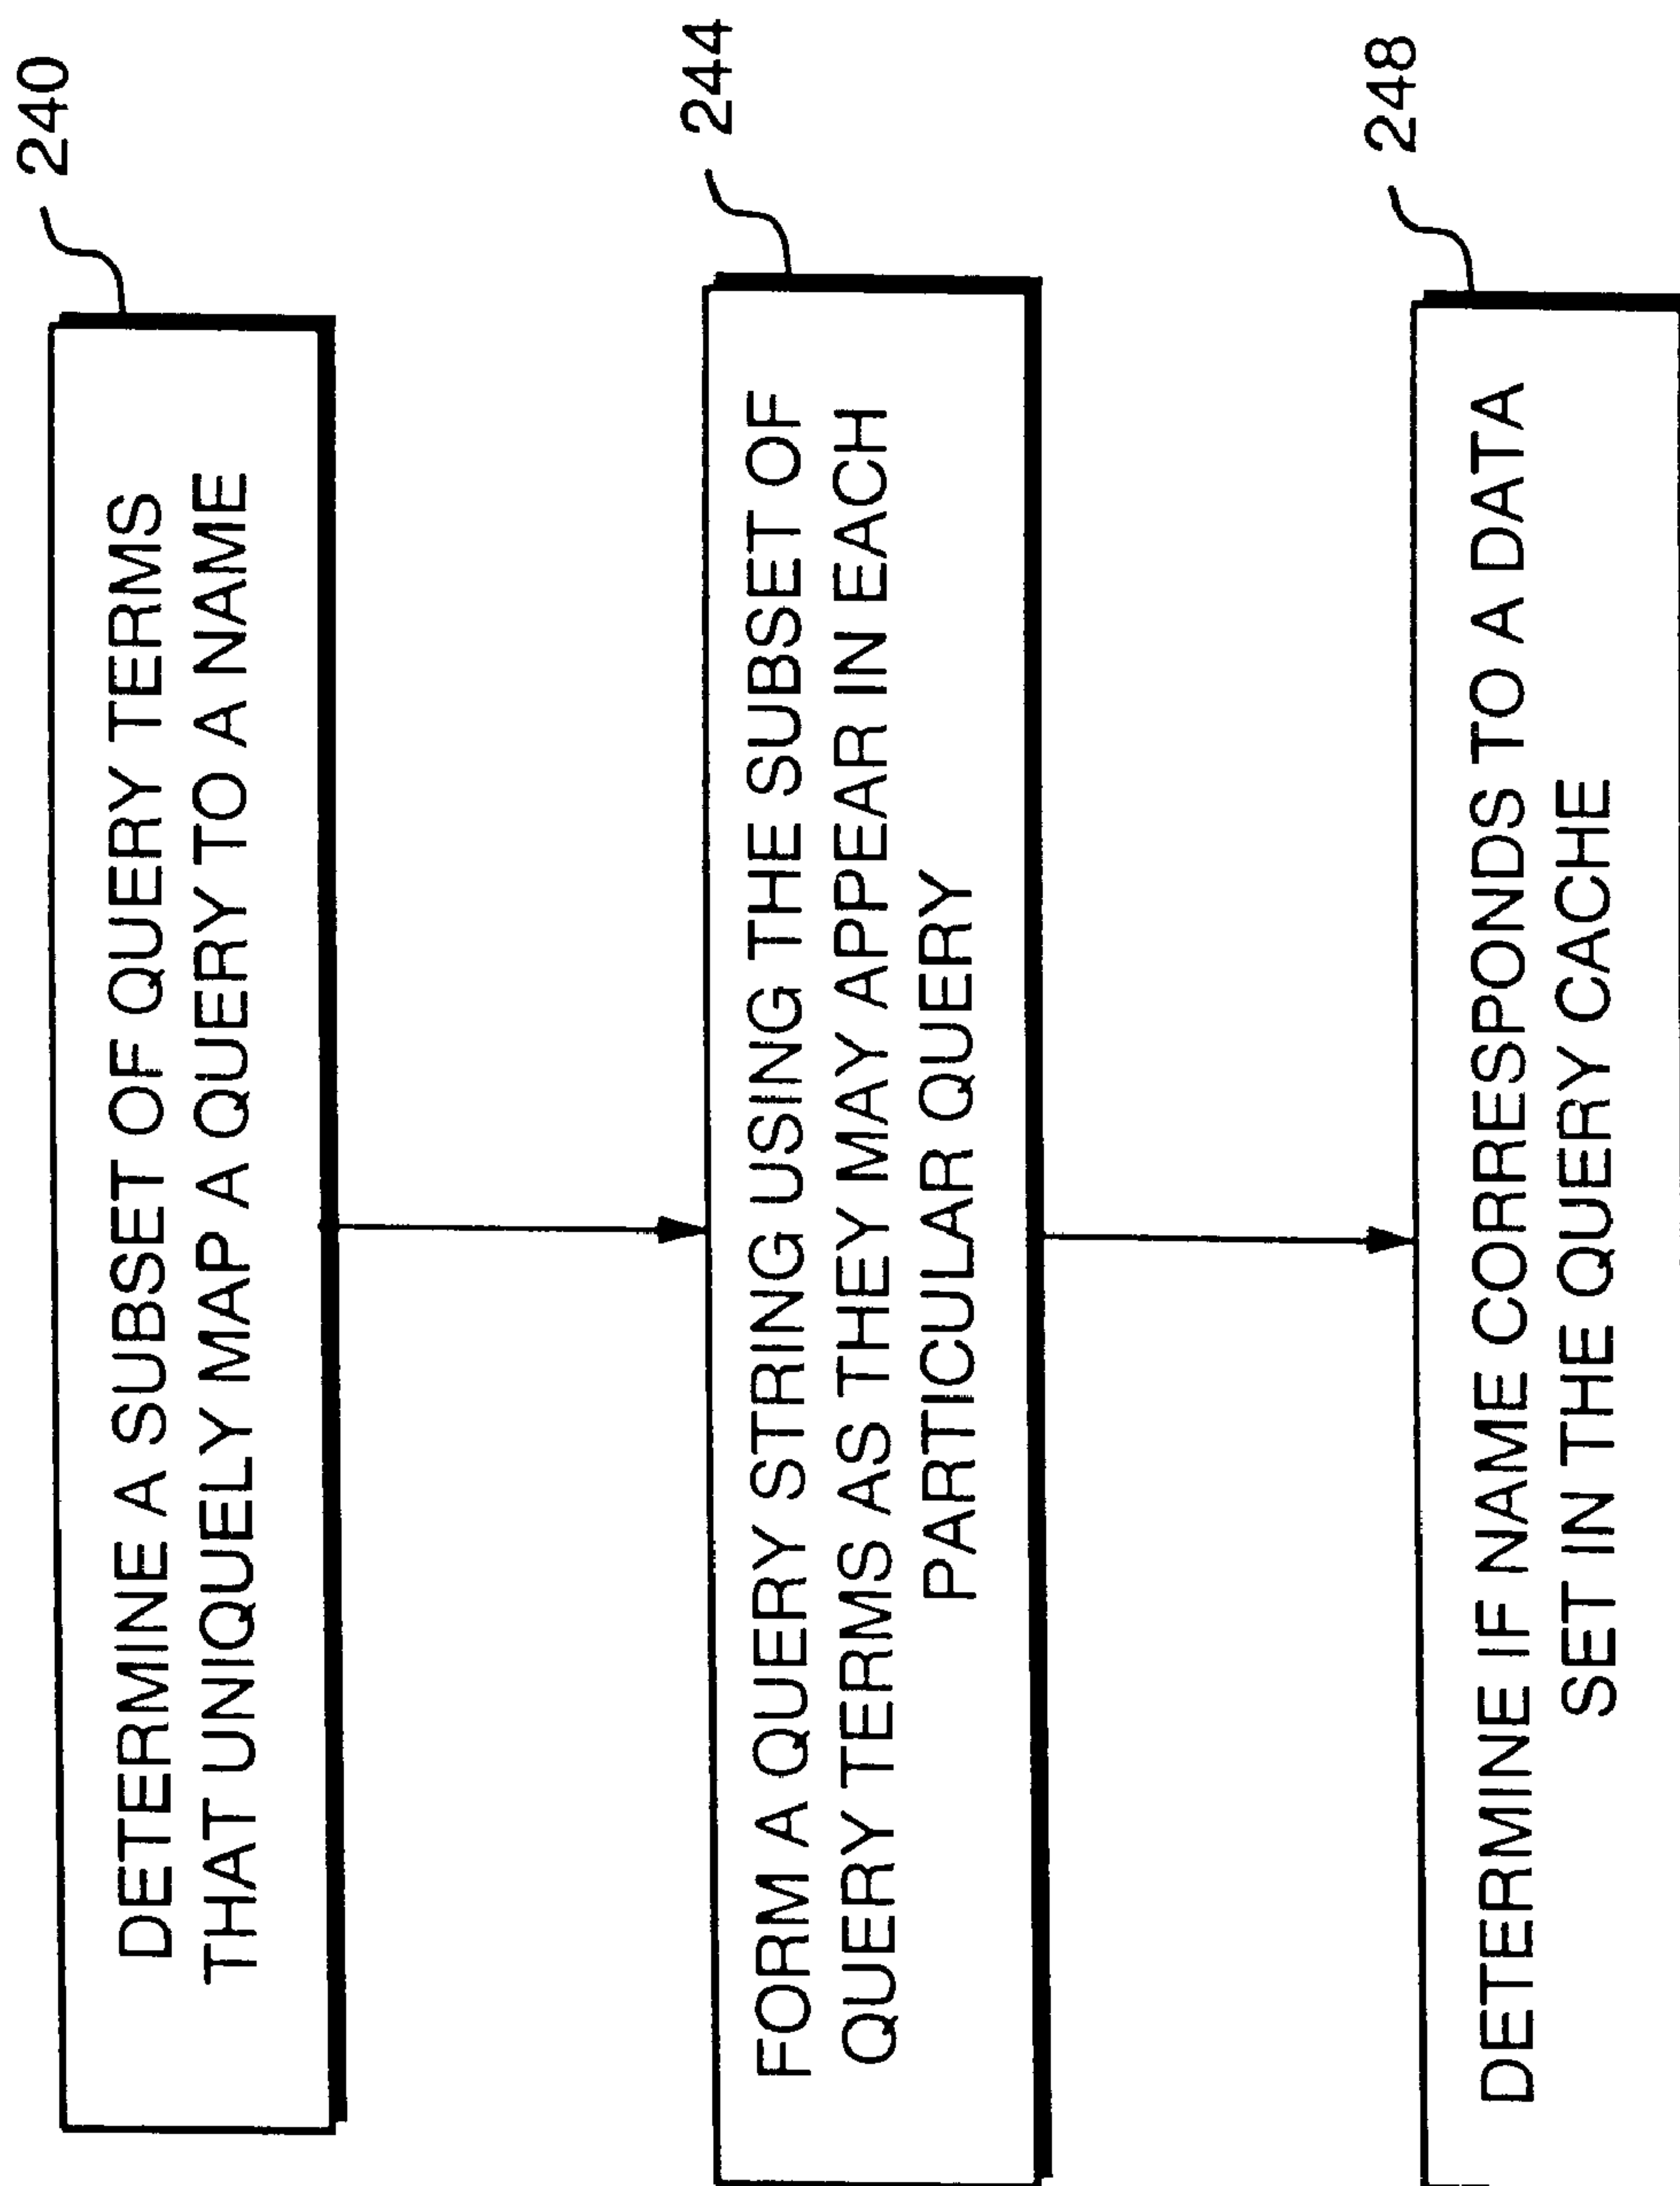 240
DETERMINE A SUBSET OF QUERY TERMS
THAT UNIQUELY MAP A QUERY TO A NAME
244
FORM A QUERY STRING USING THE SUBSET OF
QUERY TERMS AS THEY MAY APPEAR IN EACH
PARTICULAR QUERY
248
DETERMINE IF NAME CORRESPONDS TO A DATA
SET IN THE QUERY CACHE